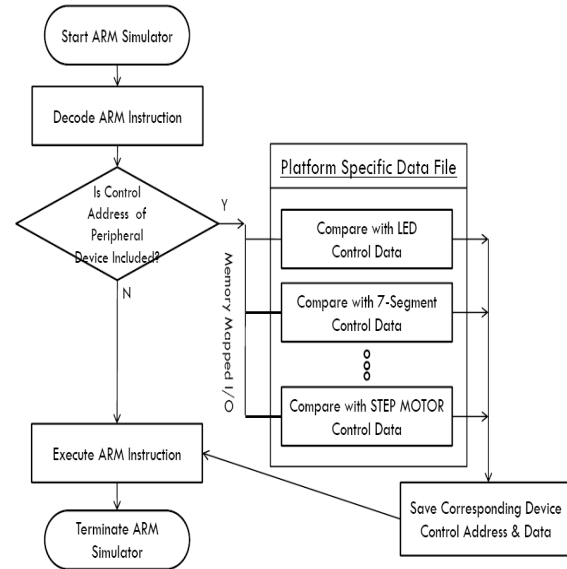 Start ARM Simulator
Decode ARM Instruction
Is Control
Address of
Peripheral
Device Included?
Y
N
Memory Mapped I/O
Platform Specific Data File
Compare with LED
Control Data
Compare with 7-Segment
Control Data
Compare with STEP MOTOR
Control Data
Save Corresponding Device
Control Address & Data
Execute ARM Instruction
Terminate ARM
Simulator